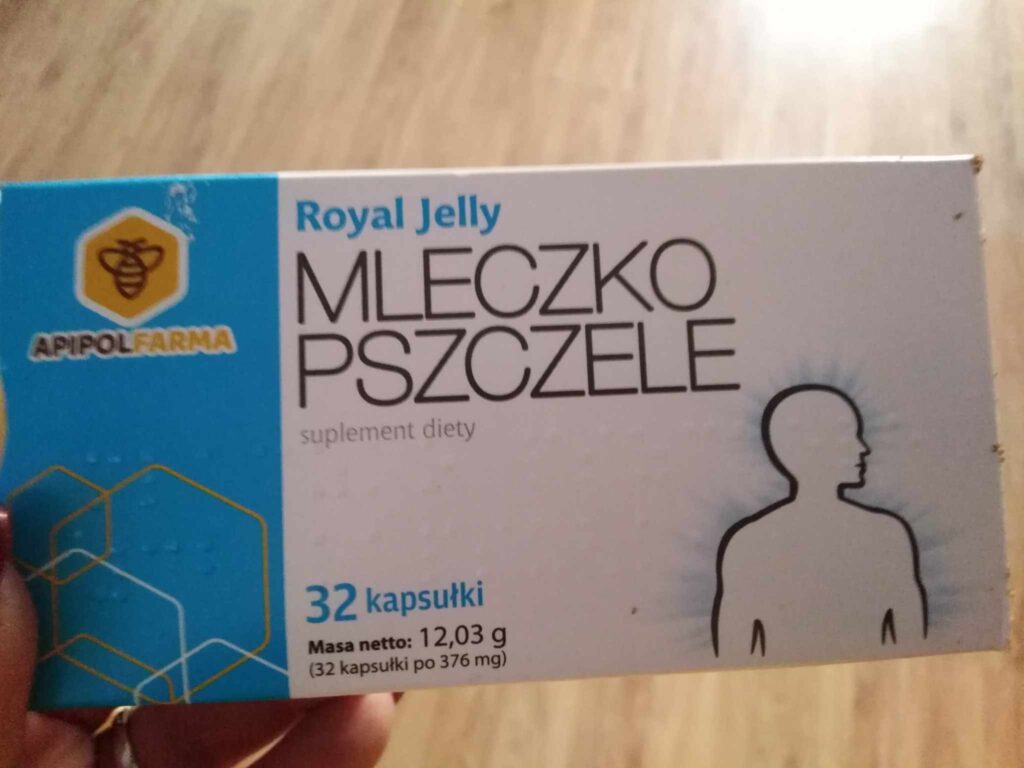 APIPOLFARMA
Royal Jelly
MLECZKO
PSZCZELE
suplement diety
32 kapsułki
Masa netto: 12,03 g
(32 kapsułki po 376 mg)